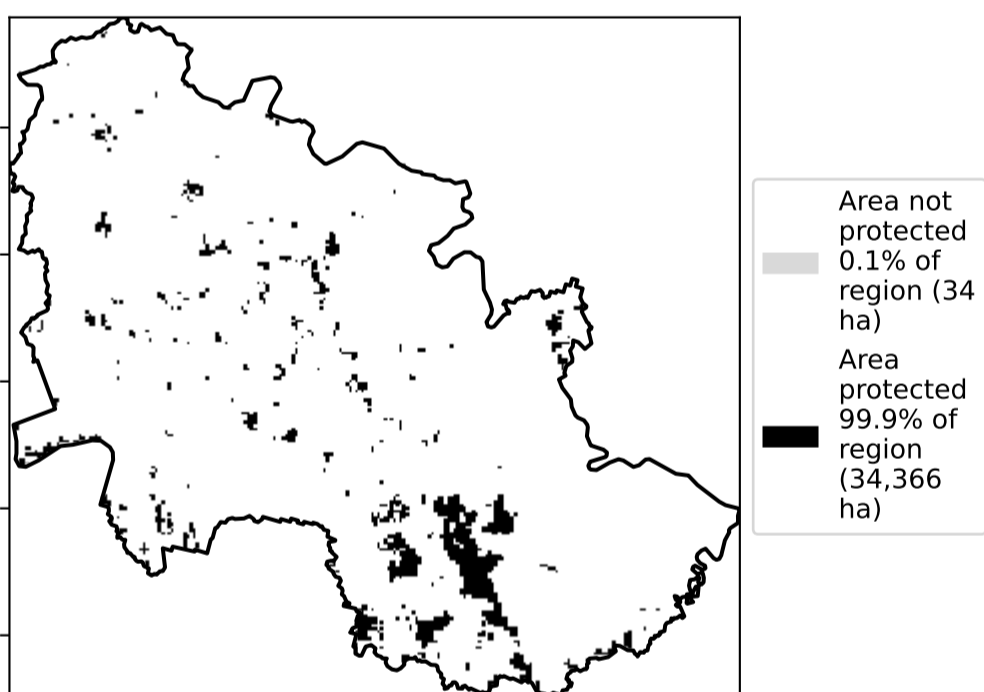 Area not
protected
0.1% of
region (34
ha)
Area
protected
99.9% of
region
(34,366
ha)